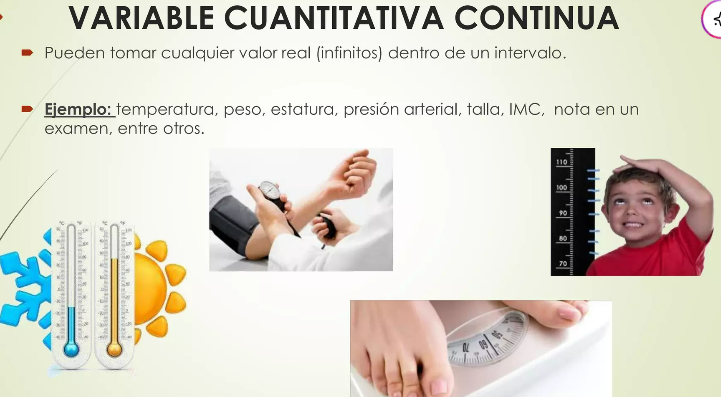 VARIABLE CUANTITATIVA CONTINUA
Pueden tomar cualquier valor real (infinitos) dentro de un intervalo.
Ejemplo: temperatura, peso, estatura, presión arterial, talla, IMC, nota en un
examen, entre otros.
110
100
90
80
70